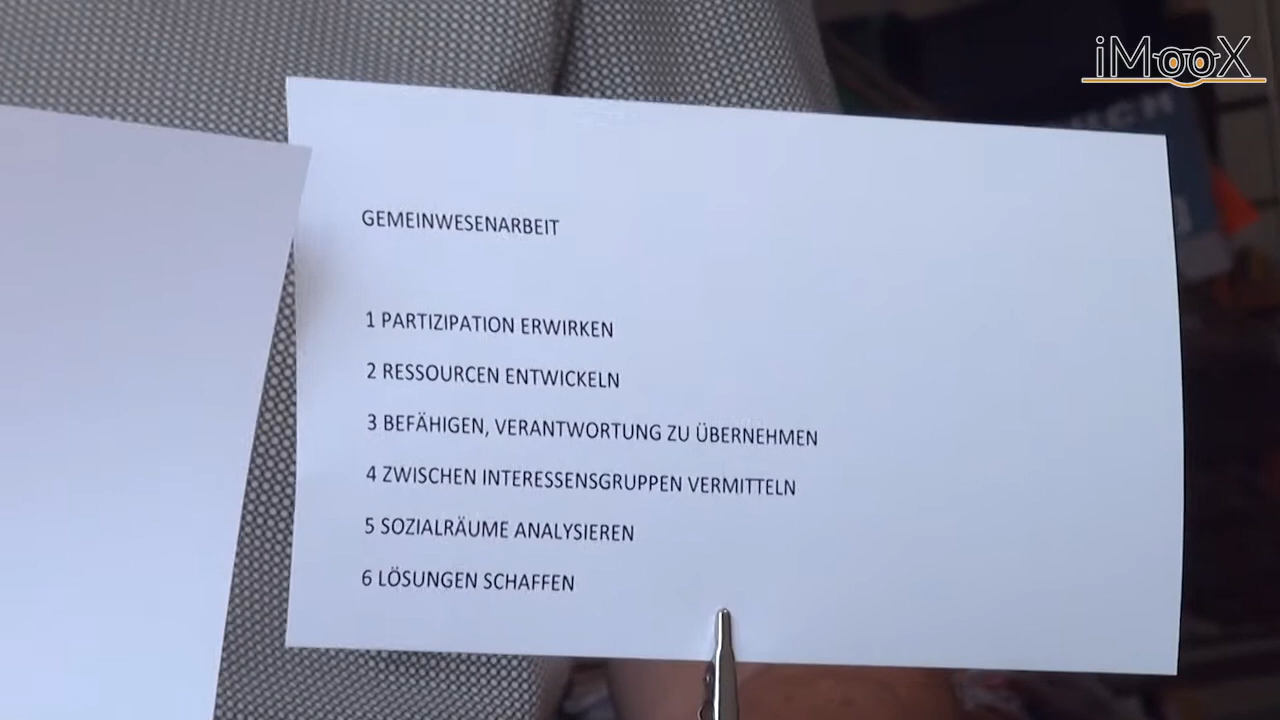 iMooX
GEMEINWESENARBEIT
1 PARTIZIPATION ERWIRKEN
2 RESSOURCEN ENTWICKELN
3 BEFÄHIGEN, VERANTWORTUNG ZU ÜBERNEHMEN
4 ZWISCHEN INTERESSENSGRUPPEN VERMITTELN
5 SOZIALRÄUME ANALYSIEREN
6 LÖSUNGEN SCHAFFEN